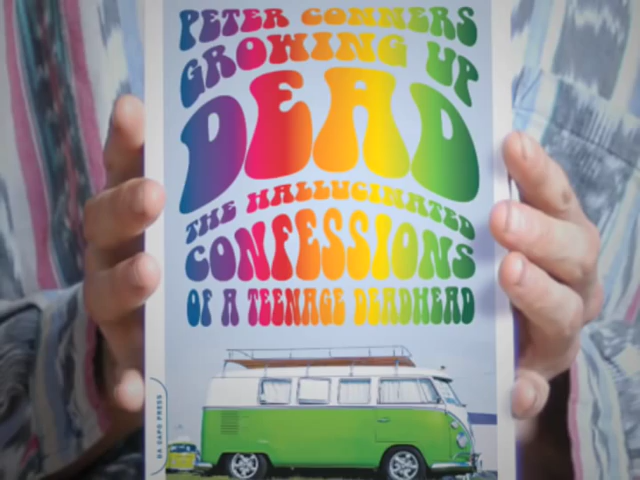 PETER CONNERS
GROWING UP
DEAD
THE HALLUCINATED
CONFESSIONS
OF A TEENAGE DEADHEAD
DA CAPO PRESS